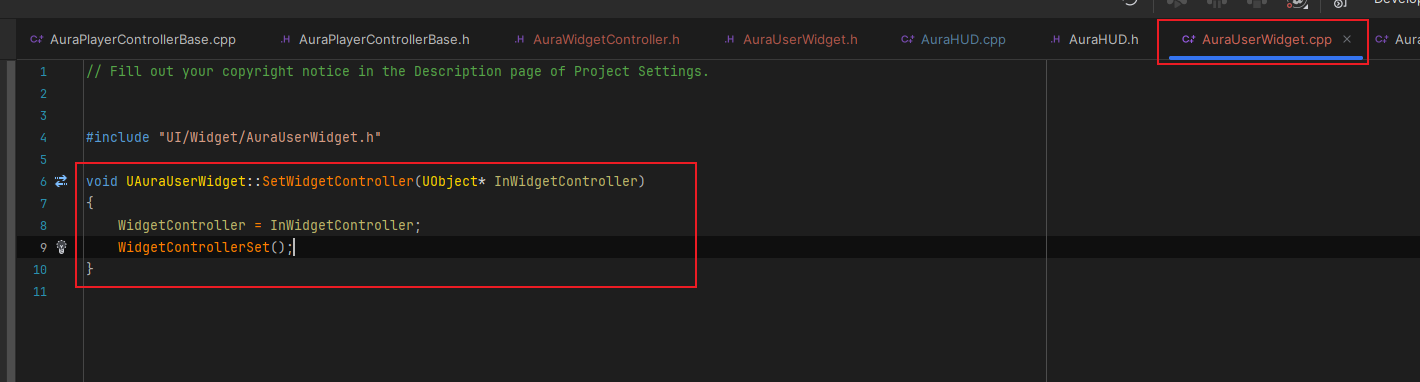 Develop
AuraPlayerControllerBase.cpp
.H AuraPlayerControllerBase.h
.H AuraWidgetController.h
.H AuraUserWidget.h
AuraHUD.cpp
.H AuraHUD.h
AuraUserWidget.cpp ×
Aura
1 // Fill out your copyright notice in the Description page of Project Settings.
2
3
4 #include "UI/Widget/AuraUserWidget.h"
5
6 void UAuraUserWidget::SetWidgetController(UObject* InWidgetController)
7 {
8 WidgetController = InWidgetController;
9 WidgetControllerSet();
10 }
11